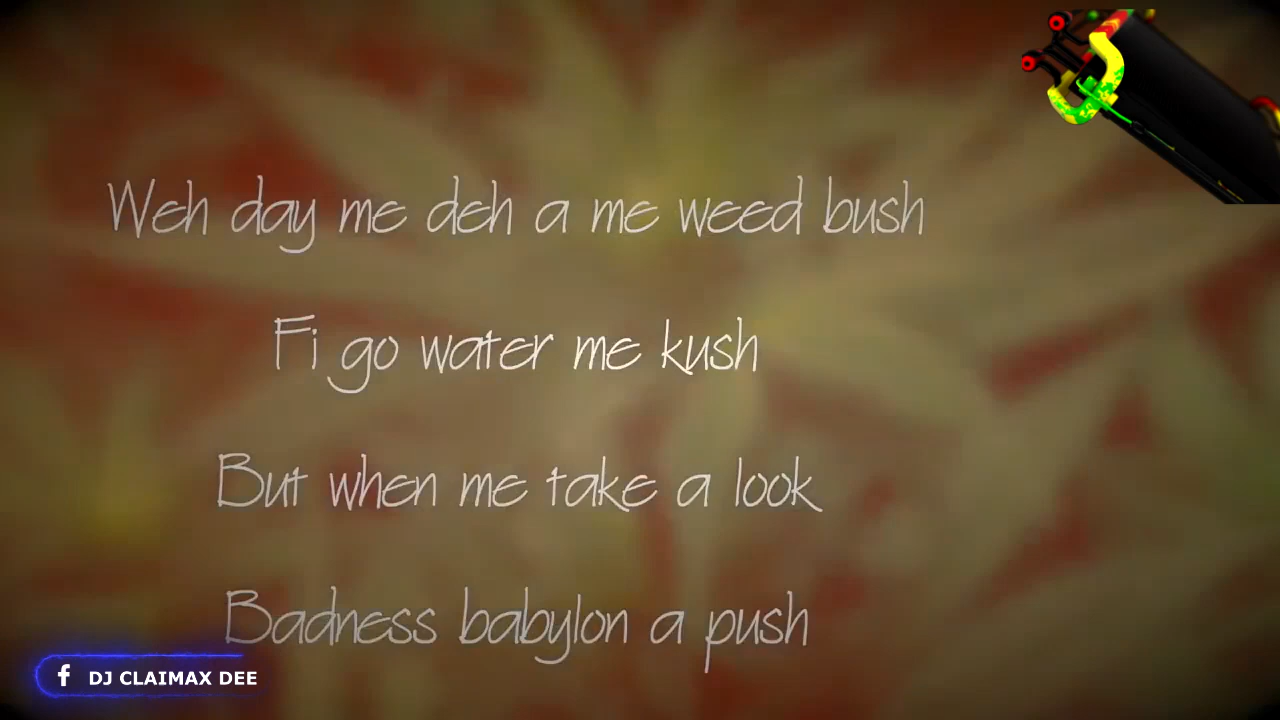 Weh day me deh a me weed bush
Fi go water me kush
But when me take a look
Badness babylon a push
f DJ CLAIMAX DEE